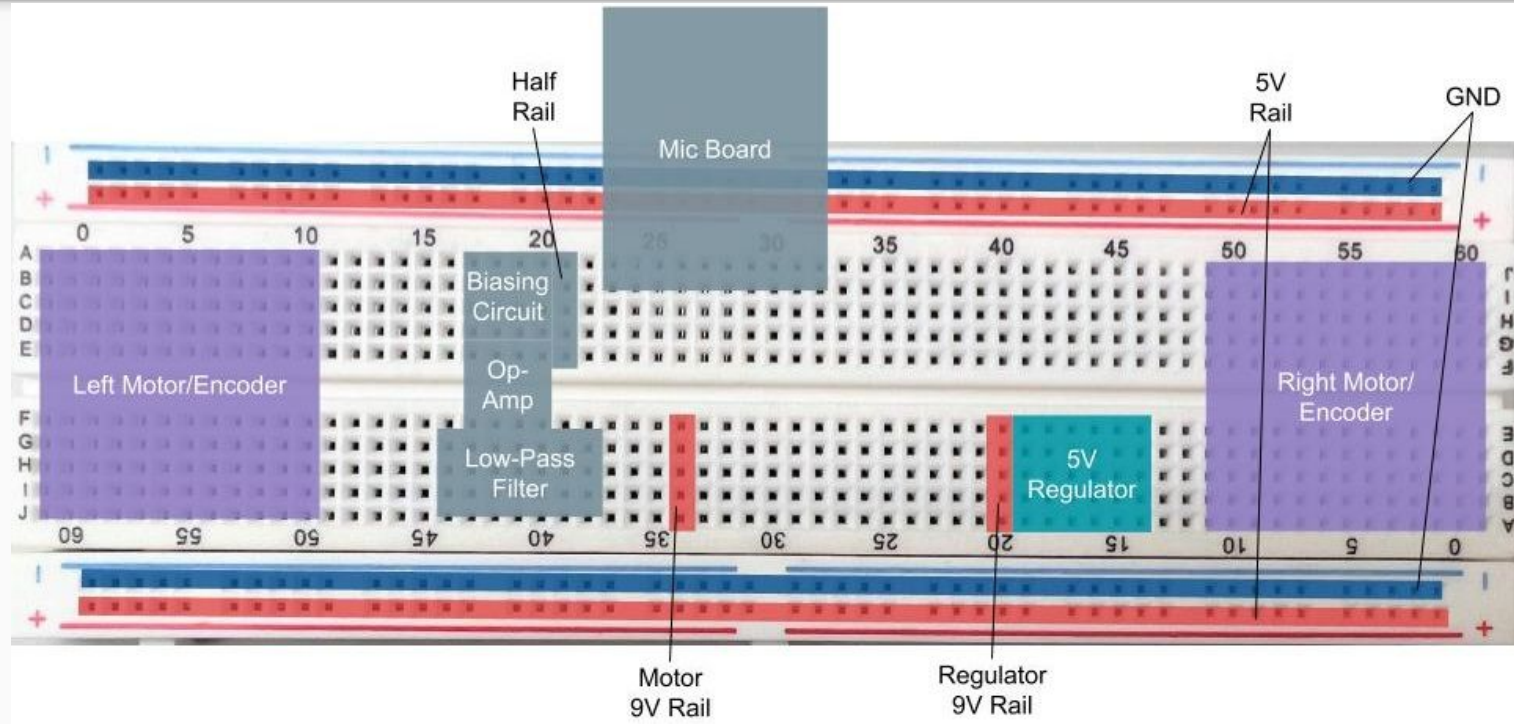 Half
Rail
5V
Rail
GND
Mic Board
0 5 10 15 20 25 30 35 40 45 50 55 60
A
B
C
D
E
Biasing
Circuit
J
I
H
G
F
Left Motor/Encoder
Op-
Amp
Right Motor/
Encoder
F
G
H
I
J
Low-Pass
Filter
5V
Regulator
E
D
C
B
A
60 55 50 45 40 35 30 25 20 15 10 5 0
Motor
9V Rail
Regulator
9V Rail